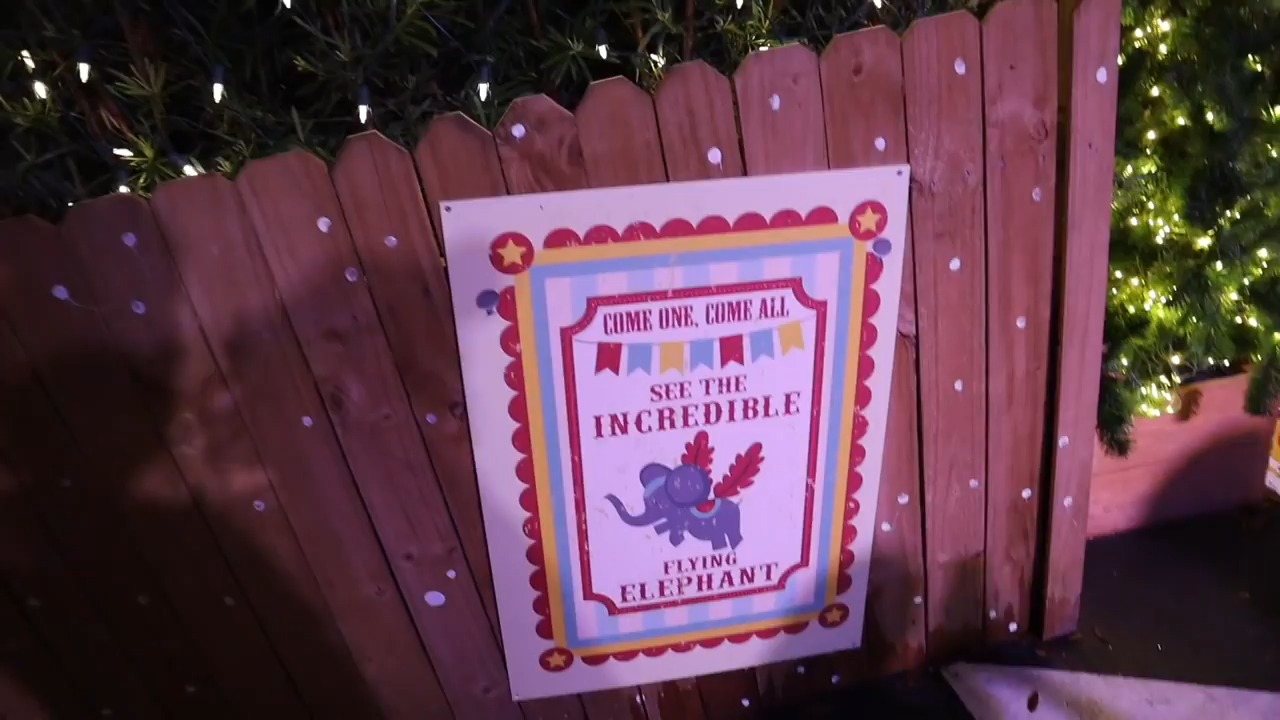 COME ONE, COME ALL
SEE THE
INCREDIBLE
FLYING
ELEPHANT